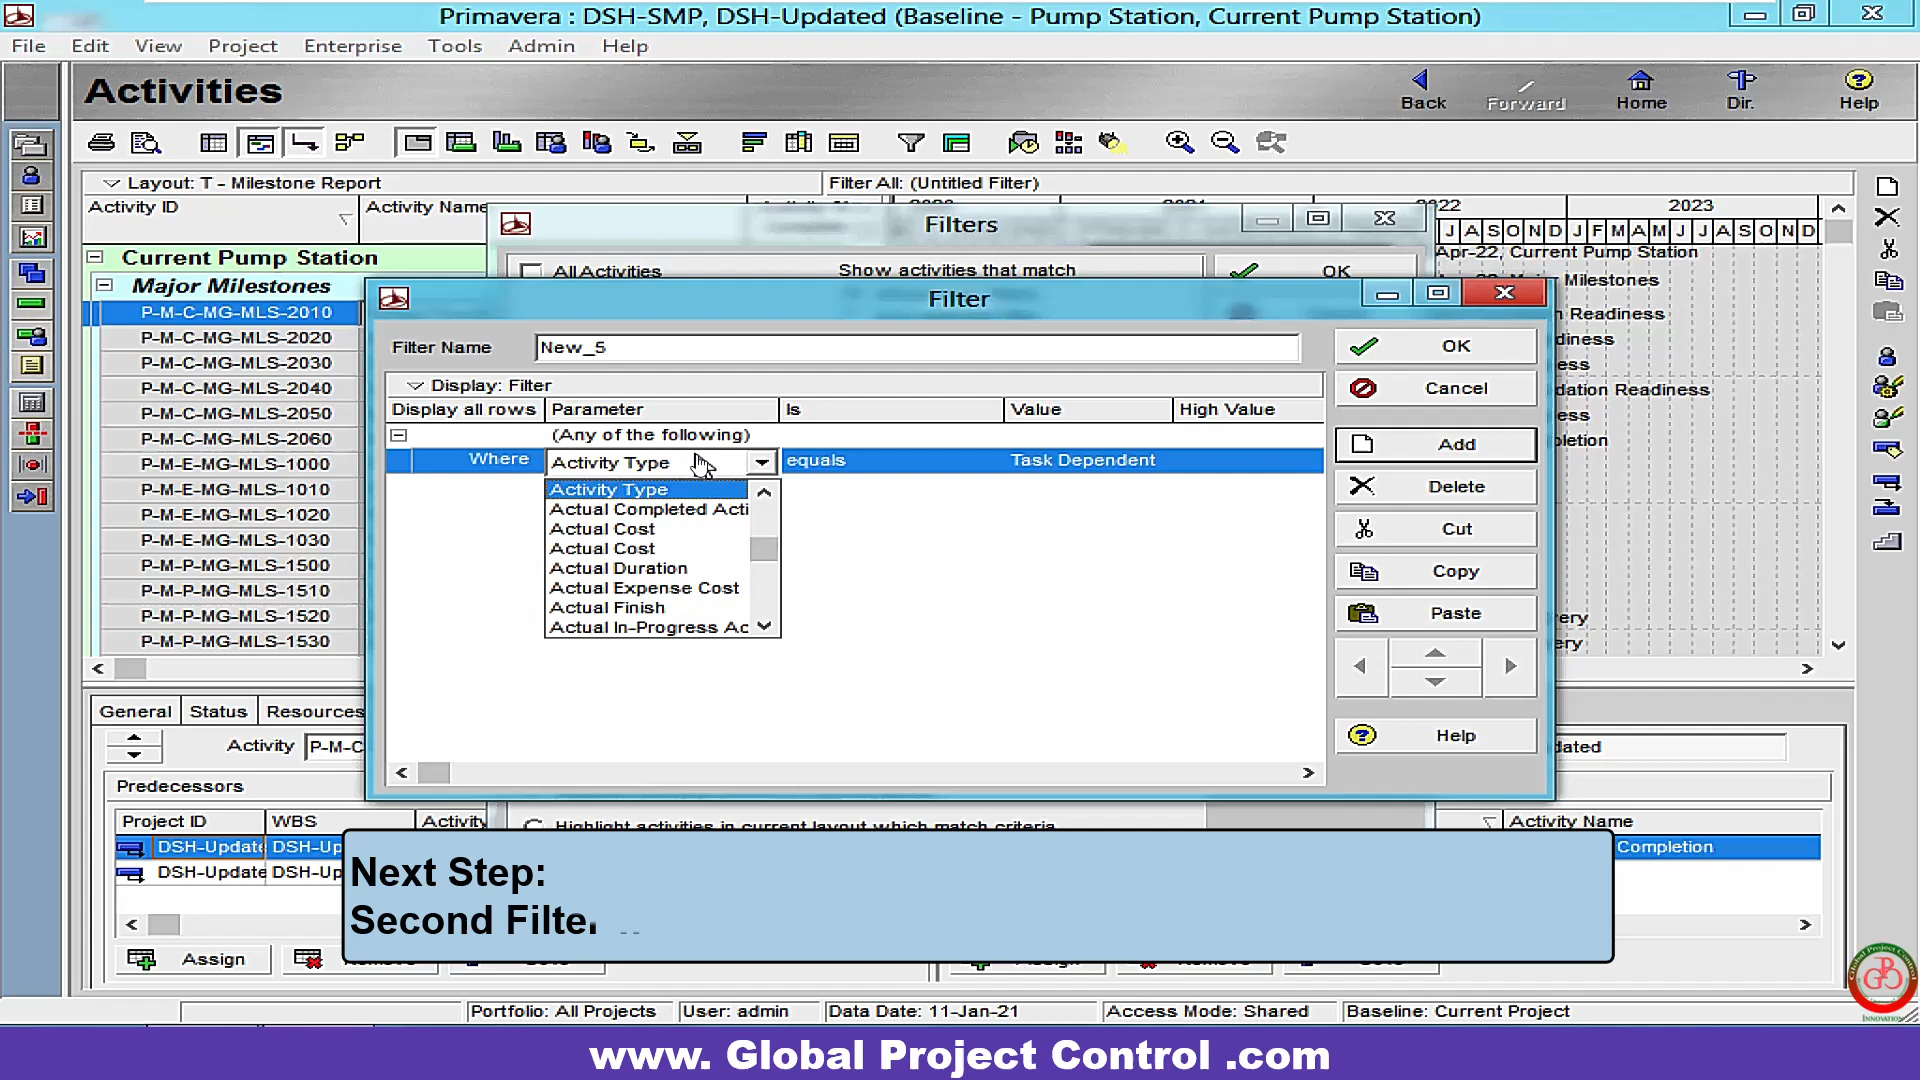 Primavera : DSH-SMP, DSH-Updated (Baseline - Pump Station, Current Pump Station)
File Edit View Project Enterprise Tools Admin Help
Activities
Back Forward Home Dir. Help
Layout: T - Milestone Report Filter All: (Untitled Filter)
Activity ID Activity Name 2023
J A S O N D J F M A M J J A S O N D
Current Pump Station
Apr-22, Current Pump Station
Major Milestones
Milestones
P-M-C-MG-MLS-2010
n Readiness
P-M-C-MG-MLS-2020
diness
P-M-C-MG-MLS-2030
ess
P-M-C-MG-MLS-2040
dation Readiness
P-M-C-MG-MLS-2050
ess
P-M-C-MG-MLS-2060
pletion
P-M-E-MG-MLS-1000
P-M-E-MG-MLS-1010
P-M-E-MG-MLS-1020
P-M-E-MG-MLS-1030
P-M-P-MG-MLS-1500
P-M-P-MG-MLS-1510
P-M-P-MG-MLS-1520
ery
P-M-P-MG-MLS-1530
ery
Filters
All Activities Show activities that match OK
Filter
Filter Name New_5
Display: Filter
Display all rows Parameter Is Value High Value
(Any of the following)
Where Activity Type equals Task Dependent
Activity Type
Actual Completed Acti
Actual Cost
Actual Cost
Actual Duration
Actual Expense Cost
Actual Finish
Actual In-Progress Ac
OK
Cancel
Add
Delete
Cut
Copy
Paste
Help
General Status Resources
Activity P-M-C
dated
Predecessors
Project ID WBS Activity
Activity Name
DSH-Update DSH-Up
Completion
DSH-Update DSH-Up
Highlight activities in current layout which match criteria
Next Step:
Second Filter
Assign
Portfolio: All Projects User: admin Data Date: 11-Jan-21 Access Mode: Shared Baseline: Current Project
www. Global Project Control .com